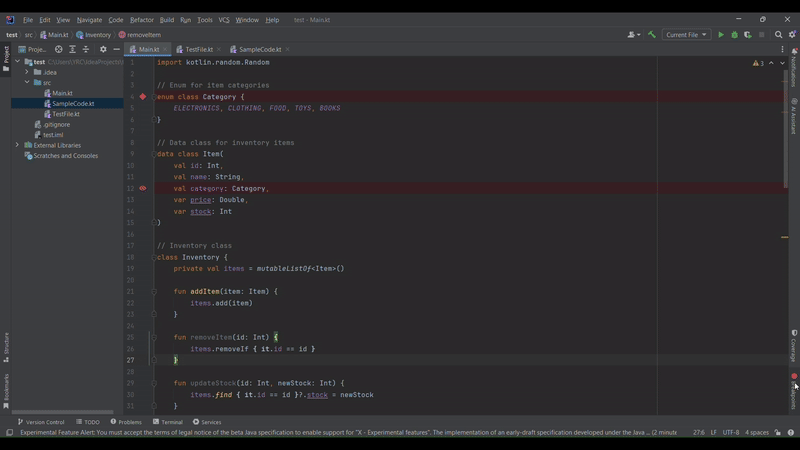 File Edit View Navigate Code Refactor Build Run Tools VCS Window Help test - Main.kt
test src Main.kt Inventory removeItem Current File
Project
Proje... Main.kt TestFile.kt SampleCode.kt
test
.idea
src
Main.kt
SampleCode.kt
TestFile.kt
.gitignore
test.iml
External Libraries
Scratches and Consoles
3
1 import kotlin.random.Random
2
3 // Enum for item categories
4 enum class Category {
5 ELECTRONICS, CLOTHING, FOOD, TOYS, BOOKS
6 }
7
8 // Data class for inventory items
9 data class Item(
10 val id: Int,
11 val name: String,
12 val category: Category,
13 var price: Double,
14 var stock: Int
15 )
16
17 // Inventory class
18 class Inventory {
19 private val items = mutableListOf<Item>()
20
21 fun addItem(item: Item) {
22 items.add(item)
23 }
24
25 fun removeItem(id: Int) {
26 items.removeIf { it.id == id }
27 }
28
29 fun updateStock(id: Int, newStock: Int) {
30 items.find { it.id == id }?.stock = newStock
31 }
Notifications
AI Assistant
Coverage
Structure
Bookmarks
Version Control TODO Problems Terminal Services
Experimental Feature Alert: You must accept the terms of legal notice of the beta Java specification to enable support for "X - Experimental features". The implementation of an early-draft specification developed under the Java ... (2 minute 27:6 LF UTF-8 4 spaces